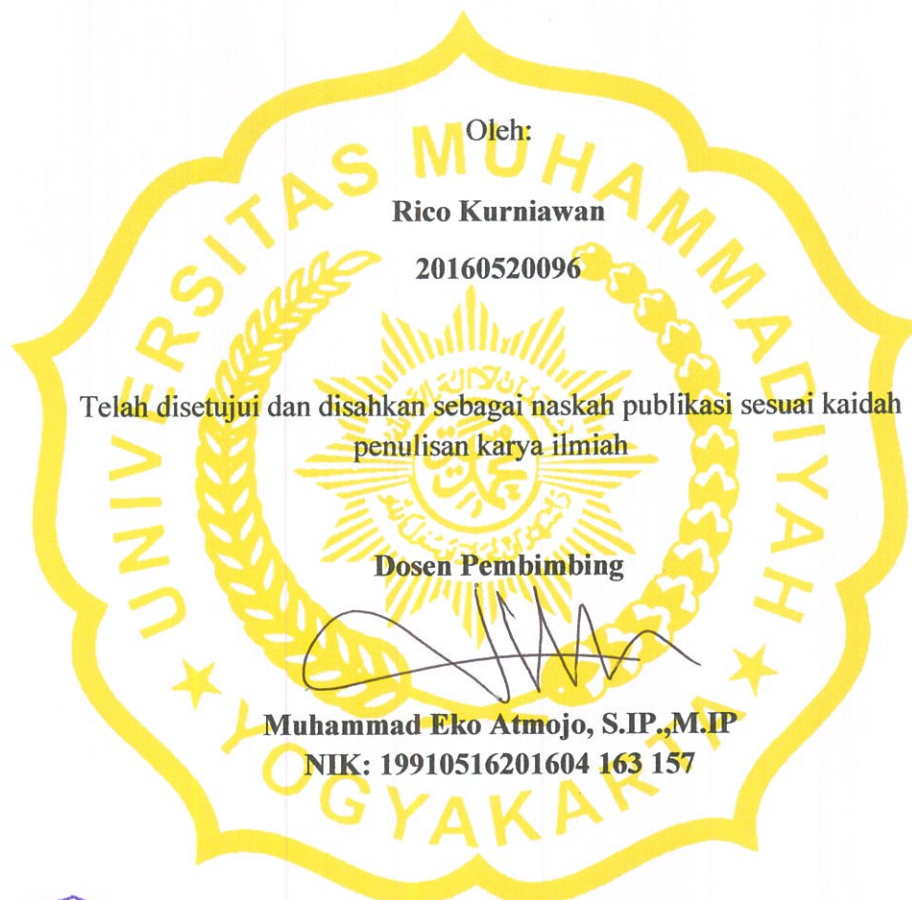 Oleh:
Rico Kurniawan
20160520096
Telah disetujui dan disahkan sebagai naskah publikasi sesuai kaidah
penulisan karya ilmiah
Dosen Pembimbing
Muhammad Eko Atmojo, S.IP.,M.IP
NIK: 19910516201604 163 157
UNIVERSITAS MUHAMMADIYAH
YOGYAKARTA